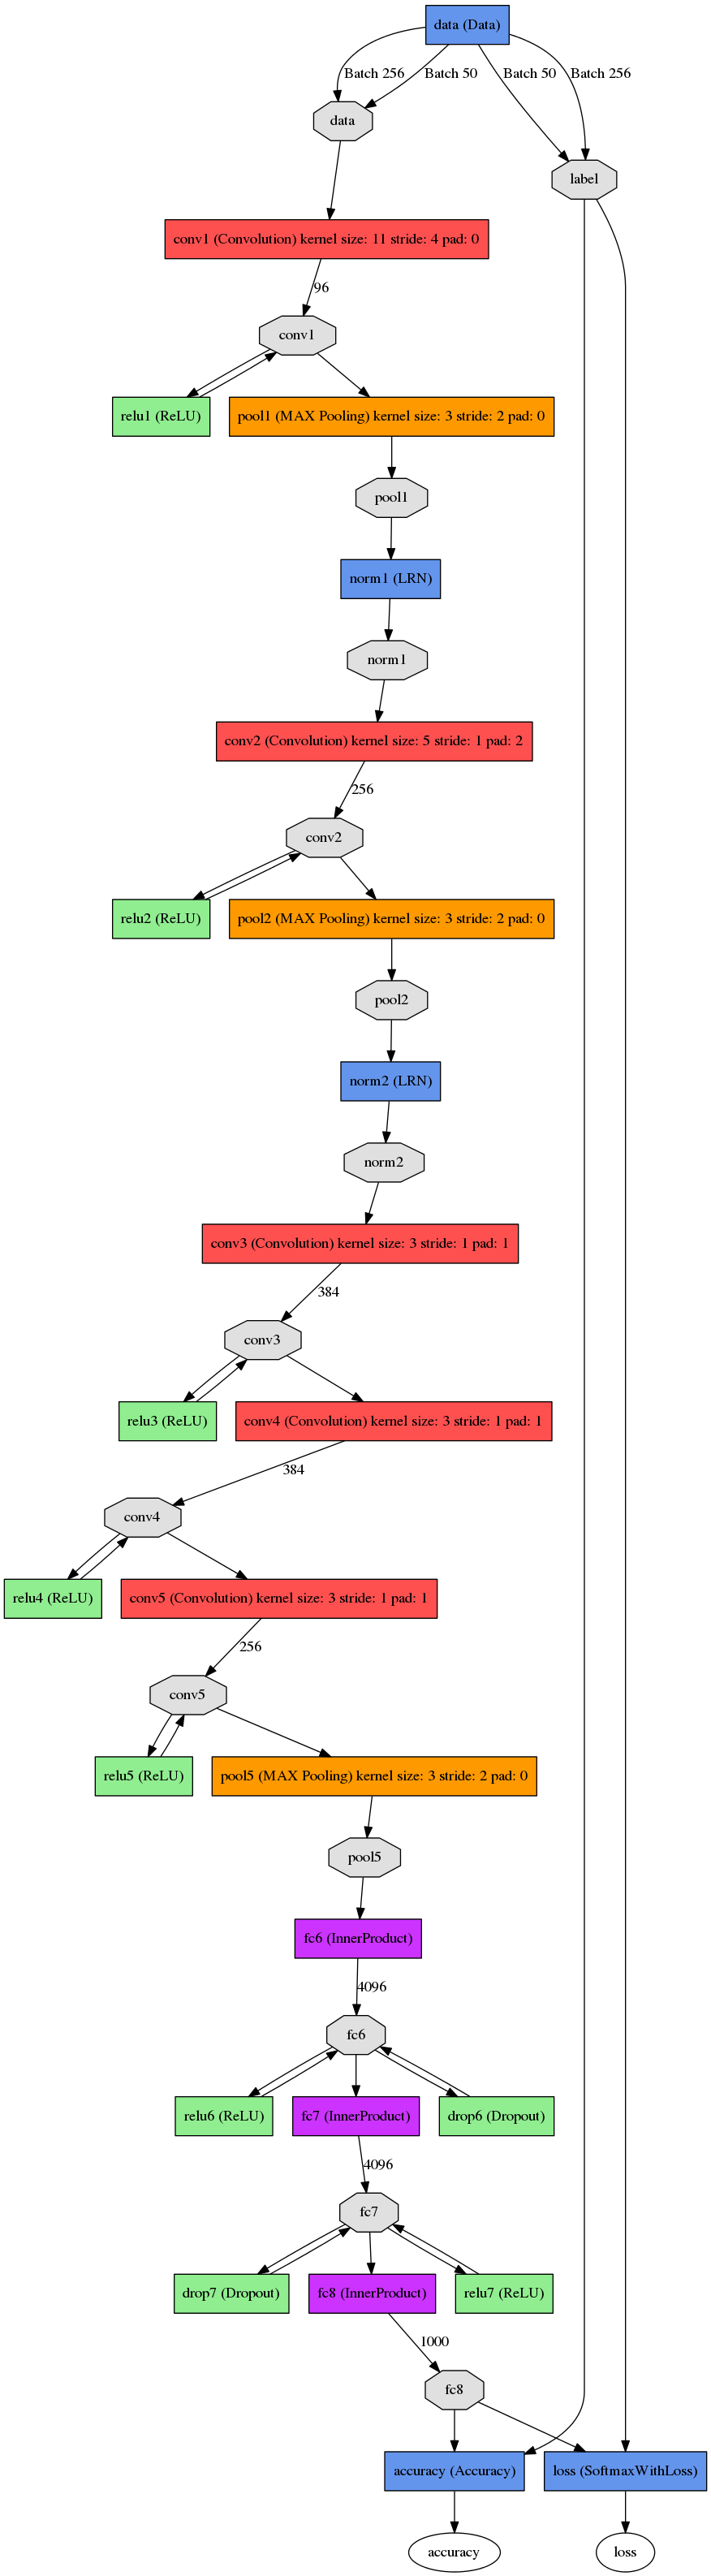 data (Data)
Batch 256
Batch 50
Batch 50
Batch 256
data
label
conv1 (Convolution) kernel size: 11 stride: 4 pad: 0
96
conv1
relu1 (ReLU)
pool1 (MAX Pooling) kernel size: 3 stride: 2 pad: 0
pool1
norm1 (LRN)
norm1
conv2 (Convolution) kernel size: 5 stride: 1 pad: 2
256
conv2
relu2 (ReLU)
pool2 (MAX Pooling) kernel size: 3 stride: 2 pad: 0
pool2
norm2 (LRN)
norm2
conv3 (Convolution) kernel size: 3 stride: 1 pad: 1
384
conv3
relu3 (ReLU)
conv4 (Convolution) kernel size: 3 stride: 1 pad: 1
384
conv4
relu4 (ReLU)
conv5 (Convolution) kernel size: 3 stride: 1 pad: 1
256
conv5
relu5 (ReLU)
pool5 (MAX Pooling) kernel size: 3 stride: 2 pad: 0
pool5
fc6 (InnerProduct)
4096
fc6
relu6 (ReLU)
fc7 (InnerProduct)
drop6 (Dropout)
4096
fc7
drop7 (Dropout)
fc8 (InnerProduct)
relu7 (ReLU)
1000
fc8
accuracy (Accuracy)
loss (SoftmaxWithLoss)
accuracy
loss